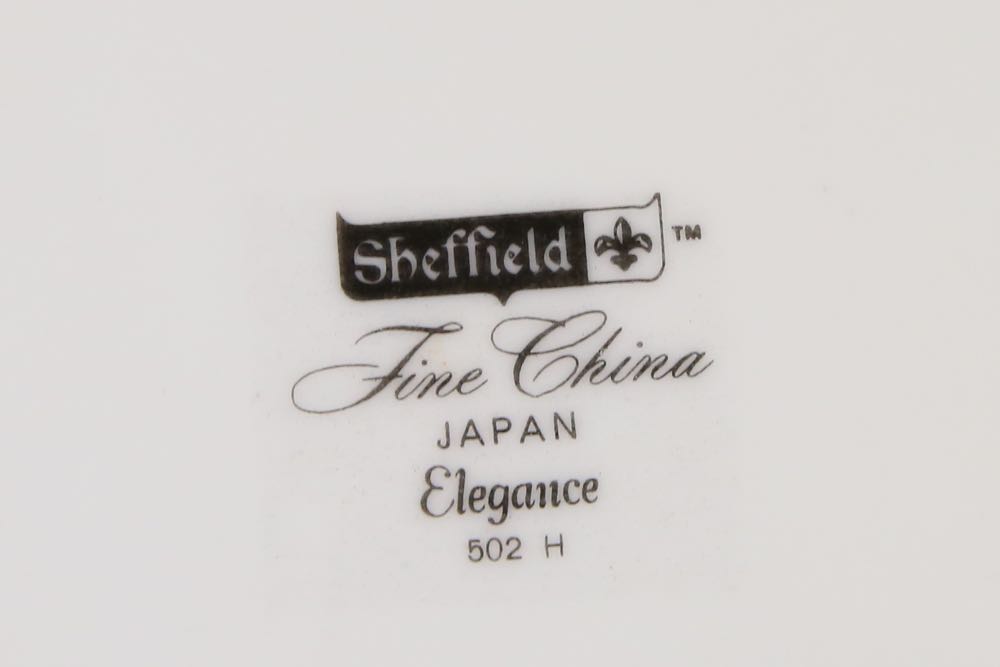 Sheffield ™
Fine China
JAPAN
Elegance
502 H